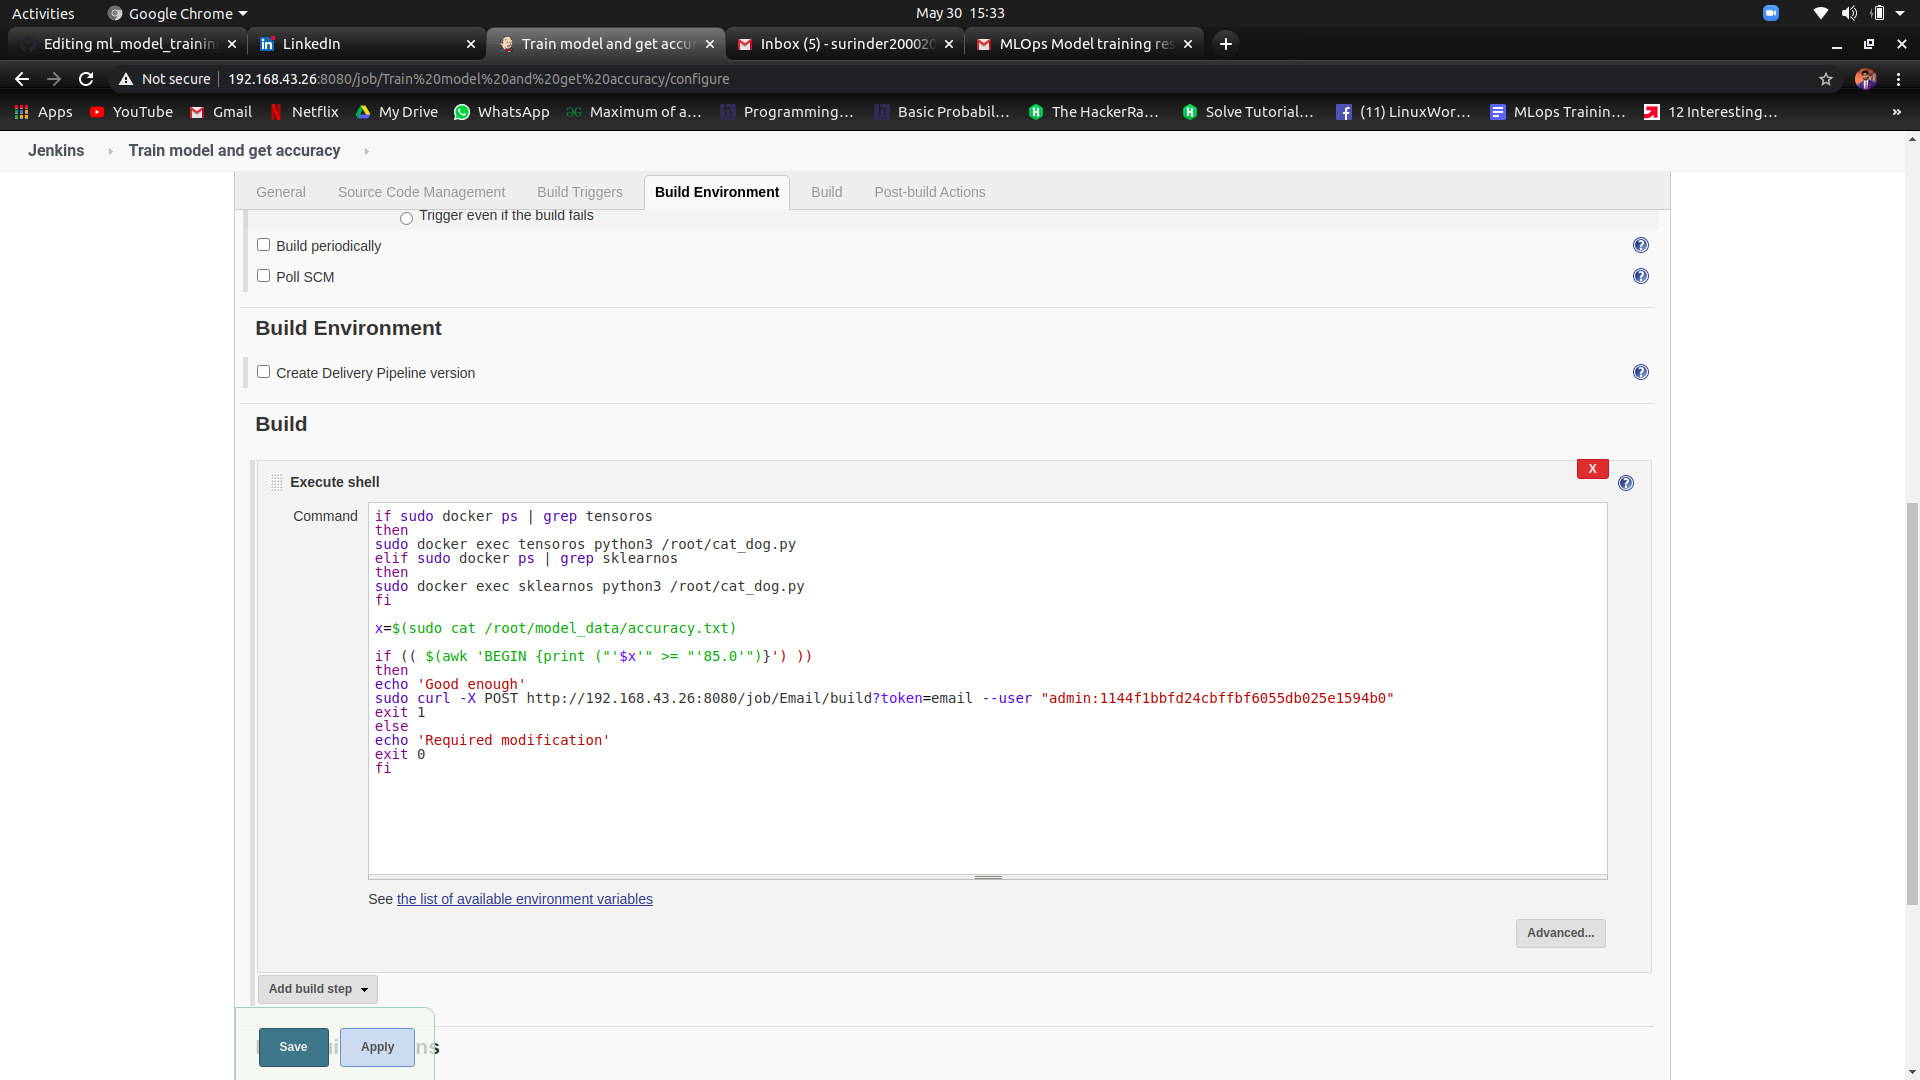 Activities
Google Chrome
May 30 15:33
Editing ml_model_training
LinkedIn
Train model and get accur
Inbox (5) - surinder200020
MLOps Model training res
Not secure
192.168.43.26:8080/job/Train%20model%20and%20get%20accuracy/configure
Apps
YouTube
Gmail
Netflix
My Drive
WhatsApp
Maximum of a...
Programming...
Basic Probabil...
The HackerRa...
Solve Tutorial...
(11) LinuxWor...
MLops Trainin...
12 Interesting...
»
Jenkins
Train model and get accuracy
General
Source Code Management
Build Triggers
Build Environment
Build
Post-build Actions
Trigger even if the build fails
Build periodically
Poll SCM
Build Environment
Create Delivery Pipeline version
Build
X
Execute shell
Command
if sudo docker ps | grep tensoros
then
sudo docker exec tensoros python3 /root/cat_dog.py
elif sudo docker ps | grep sklearnos
then
sudo docker exec sklearnos python3 /root/cat_dog.py
fi
x=$(sudo cat /root/model_data/accuracy.txt)
if (( $(awk 'BEGIN {print ("'$x'" >= "'85.0'")}') ))
then
echo 'Good enough'
sudo curl -X POST http://192.168.43.26:8080/job/Email/build?token=email --user "admin:1144f1bbfd24cbffbf6055db025e1594b0"
exit 1
else
echo 'Required modification'
exit 0
fi
See the list of available environment variables
Advanced...
Add build step
Save
Apply